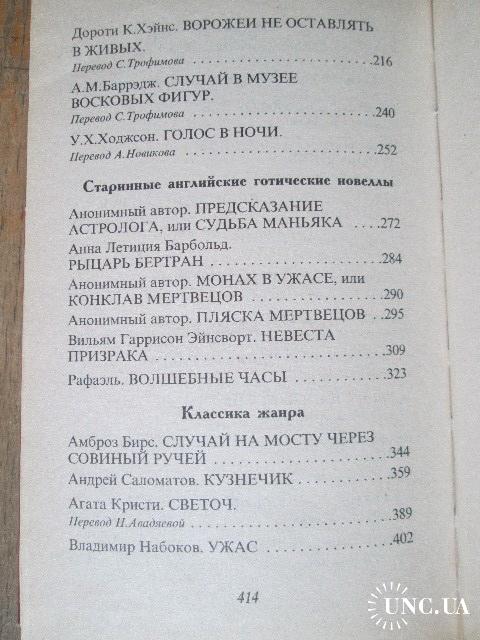 Дороти К.Хэйнс. ВОРОЖЕИ НЕ ОСТАВЛЯТЬ
В ЖИВЫХ.
Перевод С.Трофимова ........................216
А.М.Баррэдж. СЛУЧАЙ В МУЗЕЕ
ВОСКОВЫХ ФИГУР.
Перевод С.Трофимова ........................240
У.Х.Ходжсон. ГОЛОС В НОЧИ.
Перевод А.Новикова ........................252
Старинные английские готические новеллы
Анонимный автор. ПРЕДСКАЗАНИЕ
АСТРОЛОГА, или СУДЬБА МАНЬЯКА ....272
Анна Летиция Барбольд.
РЫЦАРЬ БЕРТРАН ....................284
Анонимный автор. МОНАХ В УЖАСЕ, или
КОНКЛАВ МЕРТВЕЦОВ ................290
Анонимный автор. ПЛЯСКА МЕРТВЕЦОВ ..295
Вильям Гаррисон Эйнсворт. НЕВЕСТА
ПРИЗРАКА ..........................309
Рафаэль. ВОЛШЕБНЫЕ ЧАСЫ ...........323
Классика жанра
Амброз Бирс. СЛУЧАЙ НА МОСТУ ЧЕРЕЗ
СОВИНЫЙ РУЧЕЙ .....................344
Андрей Саломатов. КУЗНЕЧИК .........359
Агата Кристи. СВЕТОЧ.
Перевод И.Авадяевой ....................389
Владимир Набоков. УЖАС .............402
414
UNC.UA